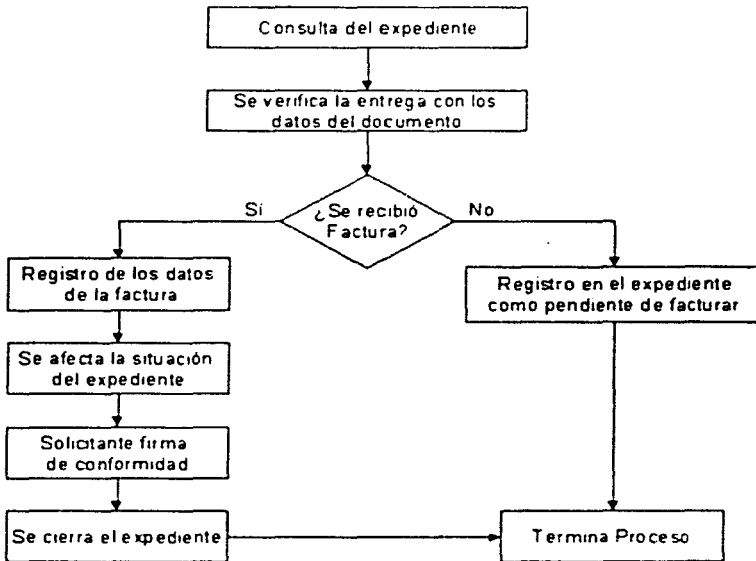 Consulta del expediente
Se verifica la entrega con los
datos del documento
¿Se recibió
Factura?
Sí
No
Registro de los datos
de la factura
Registro en el expediente
como pendiente de facturar
Se afecta la situación
del expediente
Solicitante firma
de conformidad
Se cierra el expediente
Termina Proceso